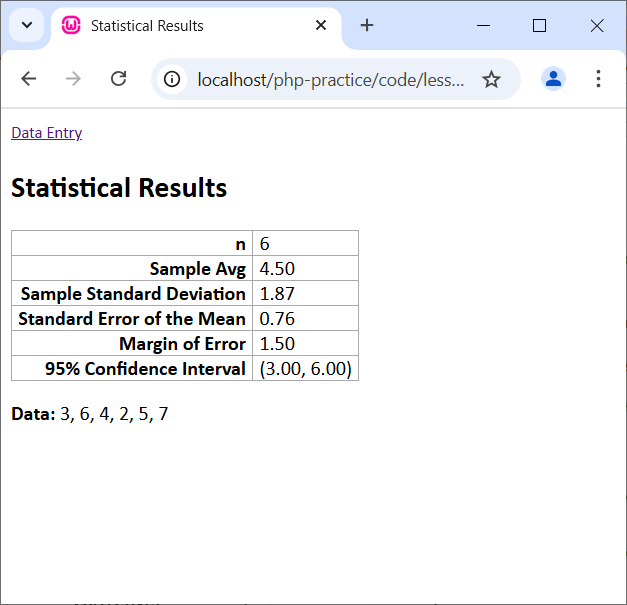 Statistical Results
localhost/php-practice/code/less...
Data Entry
Statistical Results
n 6
Sample Avg 4.50
Sample Standard Deviation 1.87
Standard Error of the Mean 0.76
Margin of Error 1.50
95% Confidence Interval (3.00, 6.00)
Data: 3, 6, 4, 2, 5, 7